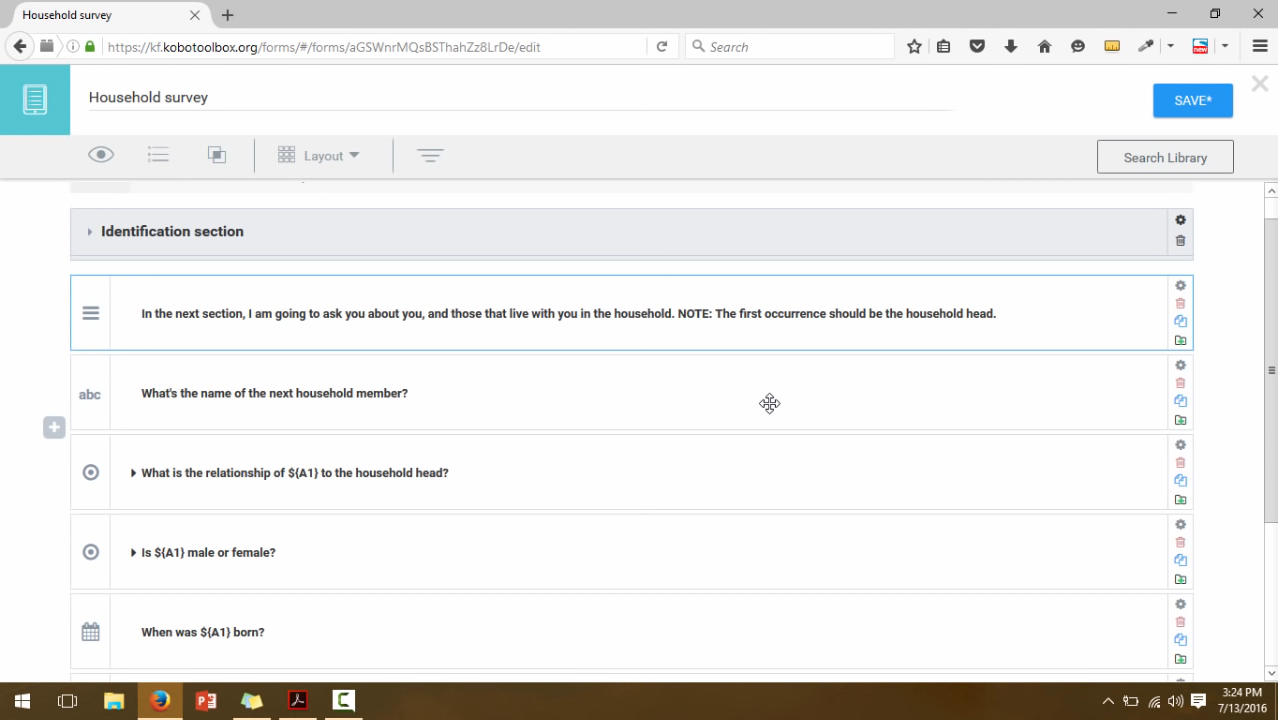 Household survey
https://kf.kobotoolbox.org/forms/#/forms/aGSWnrMQsBSThahZz8LrDe/edit
Search
new
Household survey
SAVE*
Layout
Search Library
Identification section
In the next section, I am going to ask you about you, and those that live with you in the household. NOTE: The first occurrence should be the household head.
abc
What's the name of the next household member?
What is the relationship of ${A1} to the household head?
Is ${A1} male or female?
When was ${A1} born?
3:24 PM
7/13/2016